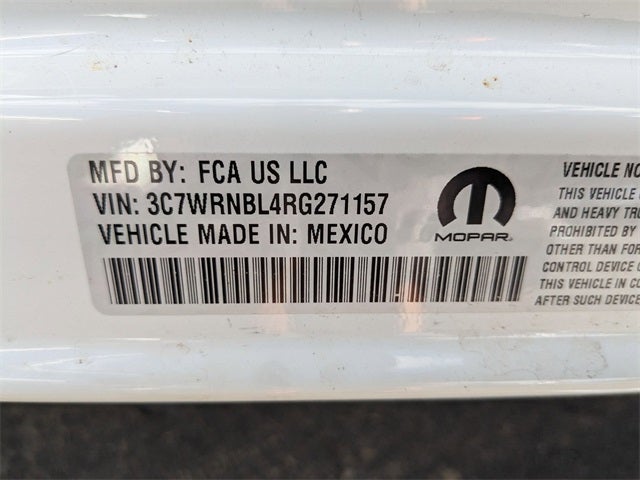 MFD BY: FCA US LLC
VIN: 3C7WRNBL4RG271157
VEHICLE MADE IN: MEXICO
MOPAR
VEHICLE NO
THIS VEHICLE
AND HEAVY TR
PROHIBITED BY
OTHER THAN FOR
CONTROL DEVICE
THIS VEHICLE IN CO
AFTER SUCH DEVICE